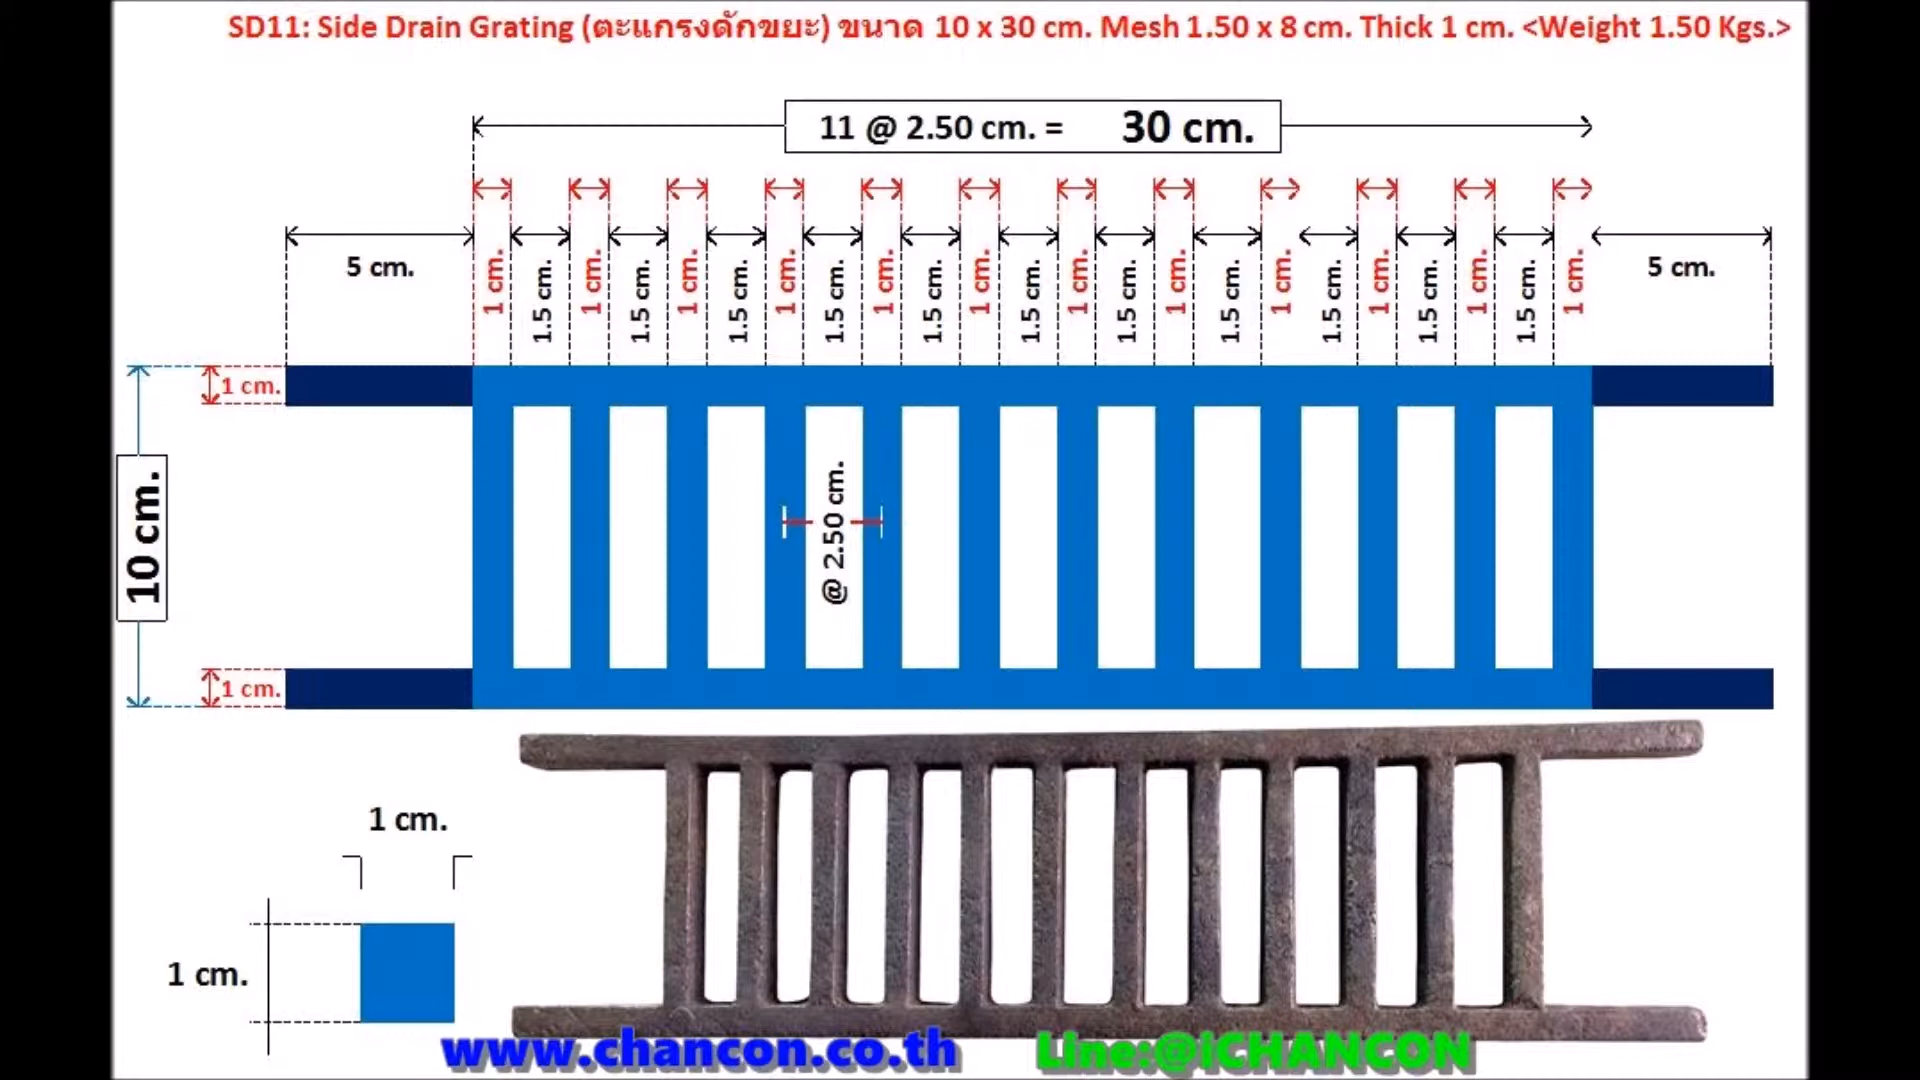 SD11: Side Drain Grating (ตะแกรงดักขยะ) ขนาด 10 x 30 cm. Mesh 1.50 x 8 cm. Thick 1 cm. <Weight 1.50 Kgs.>
11 @ 2.50 cm. = 30 cm.
5 cm.
1 cm.
1.5 cm.
1 cm.
1.5 cm.
1 cm.
1.5 cm.
1 cm.
1.5 cm.
1 cm.
1.5 cm.
1 cm.
1.5 cm.
1 cm.
1.5 cm.
1 cm.
1.5 cm.
1 cm.
1.5 cm.
1 cm.
1.5 cm.
1 cm.
1.5 cm.
1 cm.
5 cm.
1 cm.
10 cm.
@ 2.50 cm.
1 cm.
1 cm.
1 cm.
www.chancon.co.th Line:@iCHANCON